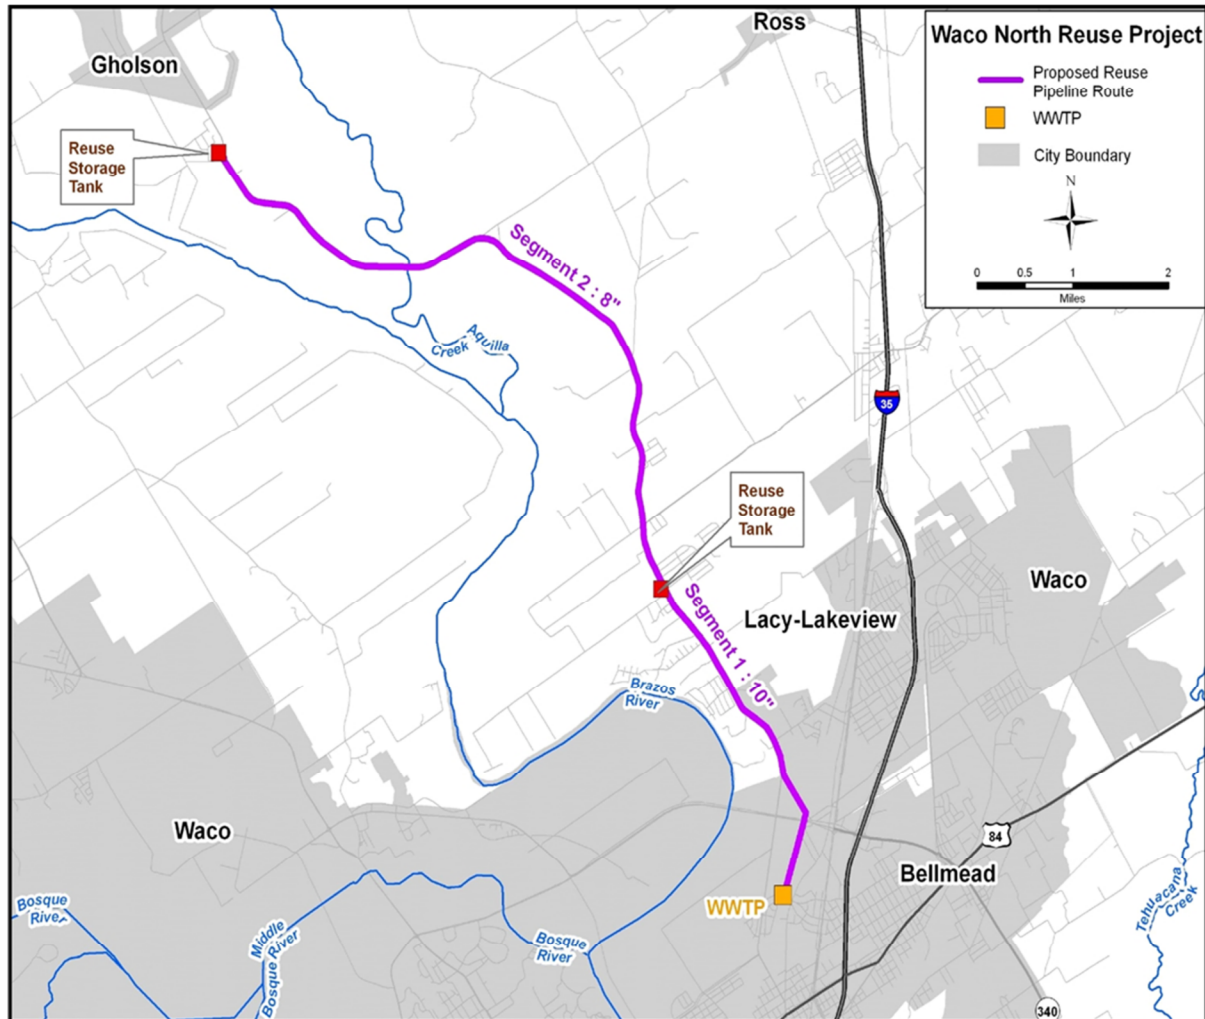 Ross
Gholson
Waco North Reuse Project
Proposed Reuse
Pipeline Route
WWTP
City Boundary
N
0 0.5 1 2
Miles
Reuse
Storage
Tank
Segment 2 : 8"
Aquilla
Creek
35
Reuse
Storage
Tank
Segment 1 : 10"
Waco
Lacy-Lakeview
Brazos
River
Waco
84
Bellmead
WWTP
Tehuacana
Creek
Bosque
River
Middle
Bosque River
Bosque
River
340